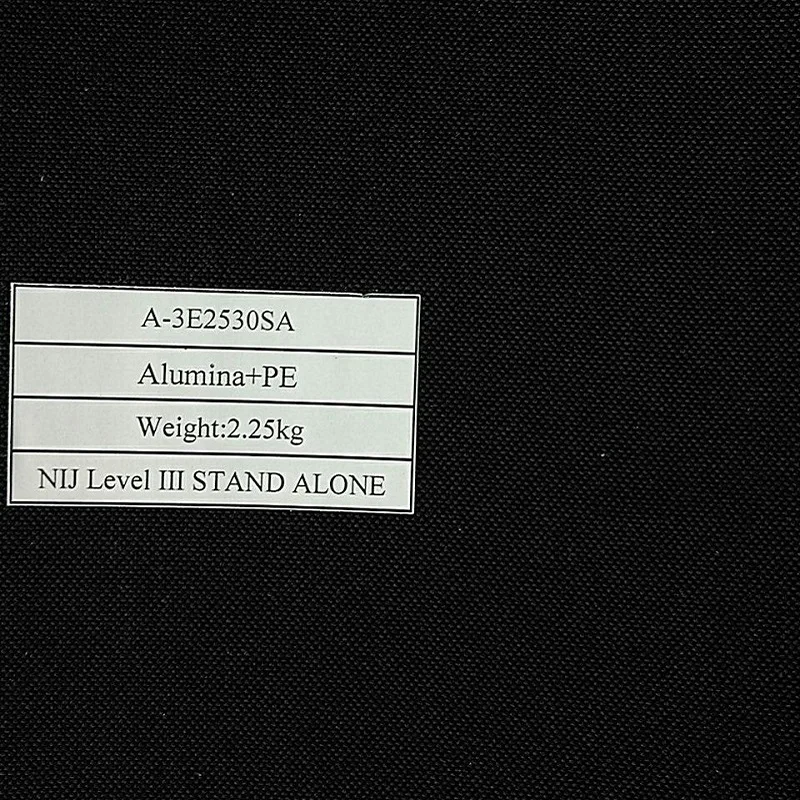 A-3E2530SA
Alumina+PE
Weight:2.25kg
NIJ Level III STAND ALONE